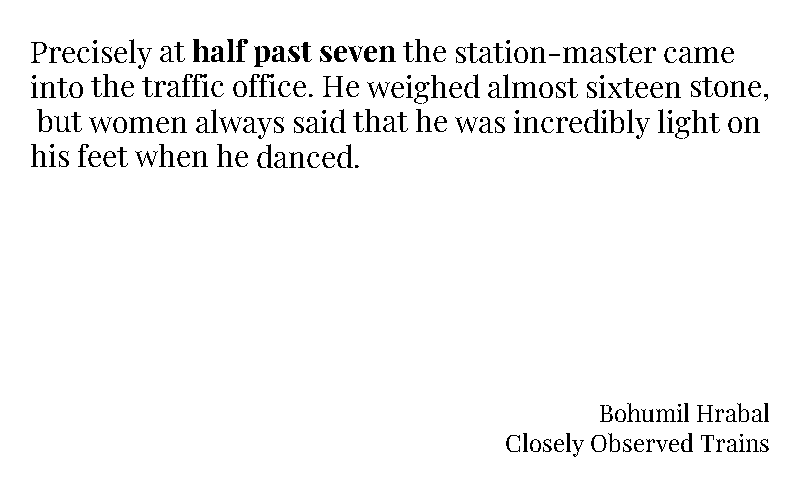 Precisely at half past seven the station-master came
into the traffic office. He weighed almost sixteen stone,
but women always said that he was incredibly light on
his feet when he danced.
Bohumil Hrabal
Closely Observed Trains